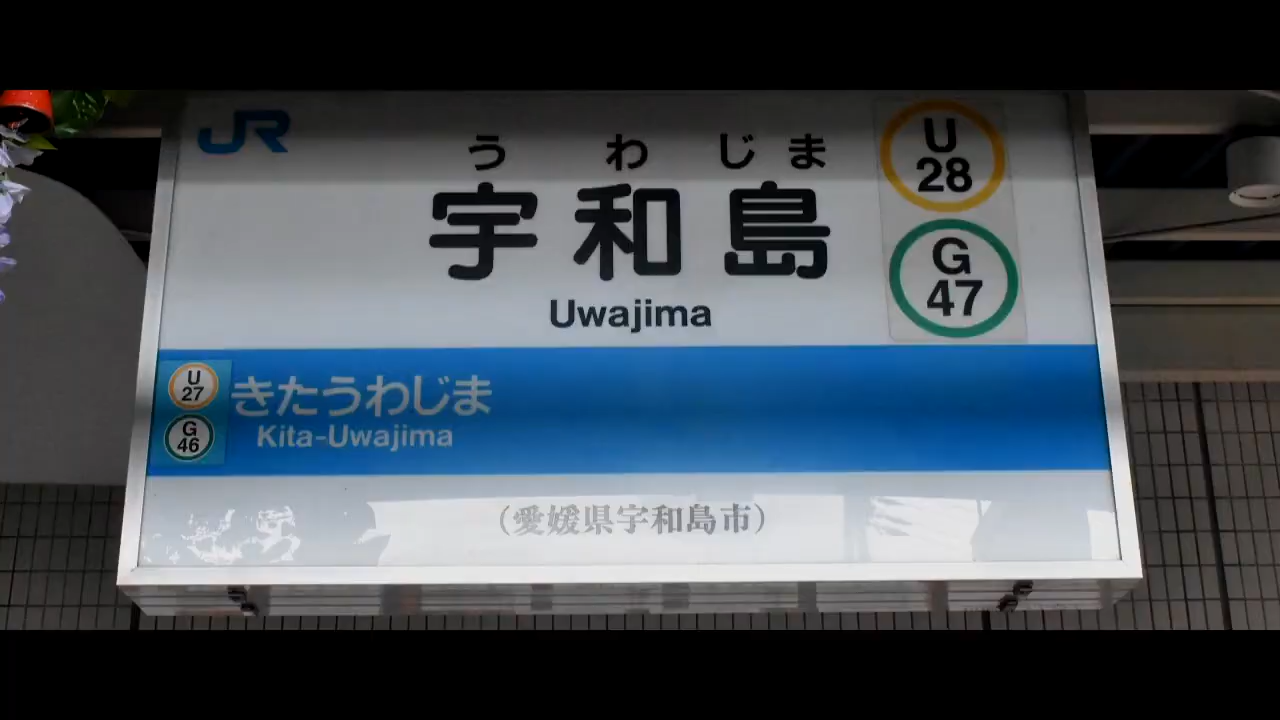 JR
うわじま
宇和島
Uwajima
U
28
G
47
U
27
G
46
きたうわじま
Kita-Uwajima
（愛媛県宇和島市）